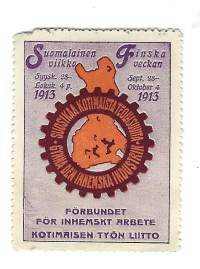 Suomalainen viikko
Syysk. 28–
Lokak. 4 p.
1913
Finska veckan
Sept. 28–
Oktober 4
1913
SUOSIKAA KOTIMAISTA TEOLLISUUTTA
GYNNA DEN INHEMSKA INDUSTRIN
FÖRBUNDET
FÖR INHEMSKT ARBETE
KOTIMAISEN TYÖN LIITTO